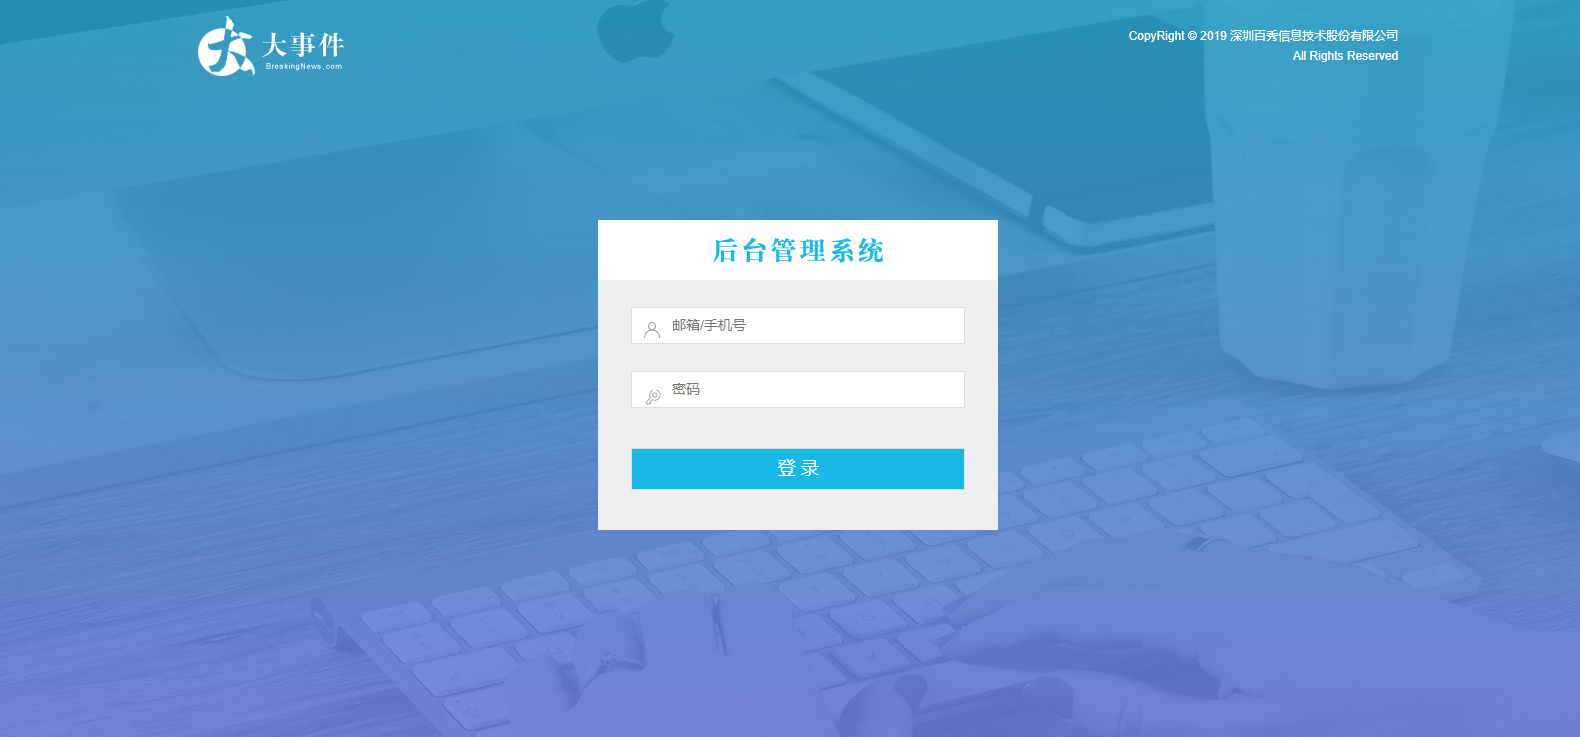 大事件
BreakingNews.com
CopyRight © 2019 深圳百秀信息技术股份有限公司
All Rights Reserved
后台管理系统
邮箱/手机号
密码
登录